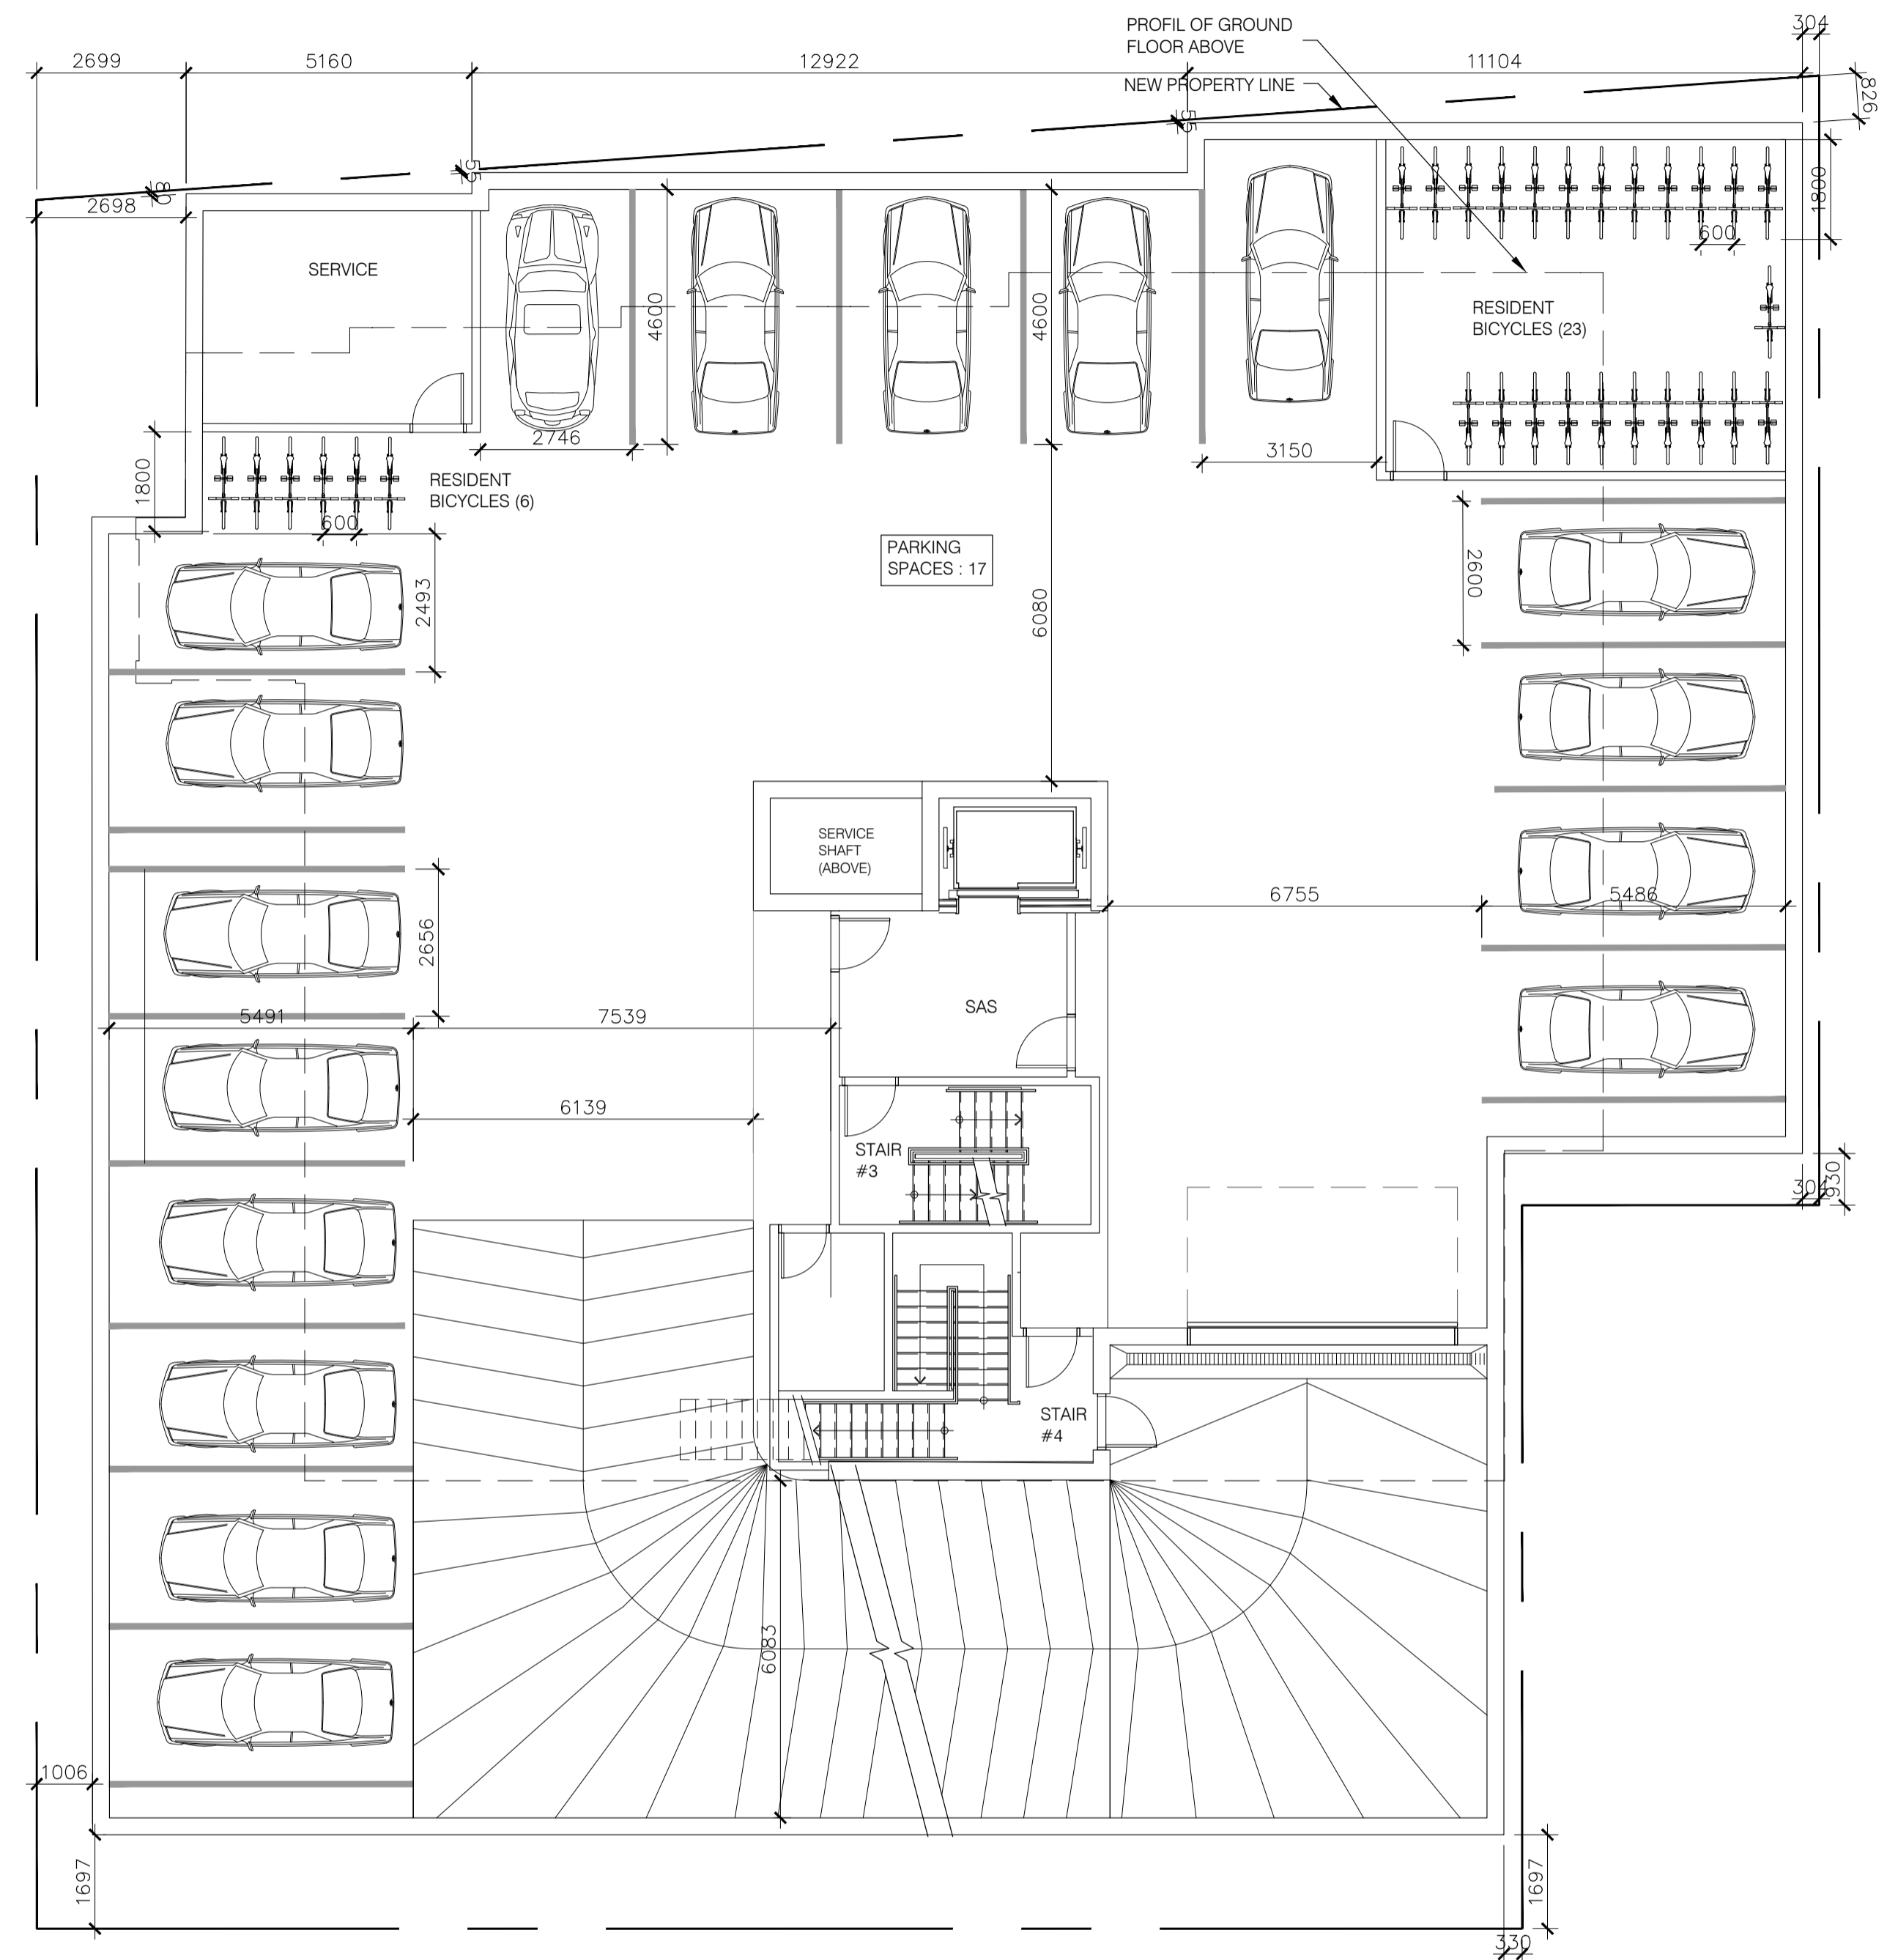 PROFIL OF GROUND
FLOOR ABOVE
304
2699
5160
12922
11104
NEW PROPERTY LINE
826
55
55
80
2698
1800
600
SERVICE
4600
4600
RESIDENT
BICYCLES (23)
2746
3150
1800
RESIDENT
BICYCLES (6)
600
PARKING
SPACES : 17
2493
2600
6080
SERVICE
SHAFT
(ABOVE)
6755
5486
2656
SAS
5491
7539
6139
STAIR
#3
930
304
STAIR
#4
6083
1006
1697
1697
330